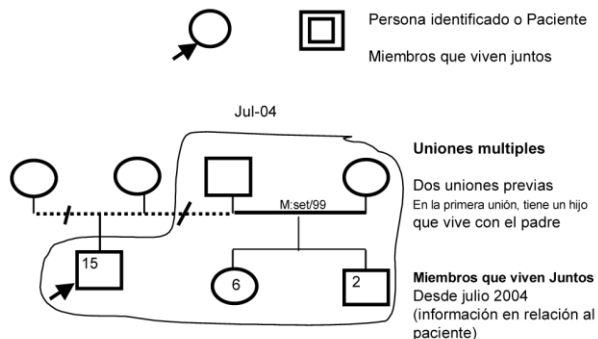 Persona identificado o Paciente
Miembros que viven juntos
Jul-04
Uniones multiples
M:set/99
Dos uniones previas
En la primera unión, tiene un hijo
que vive con el padre
15
6
2
Miembros que viven Juntos
Desde julio 2004
(información en relación al
paciente)